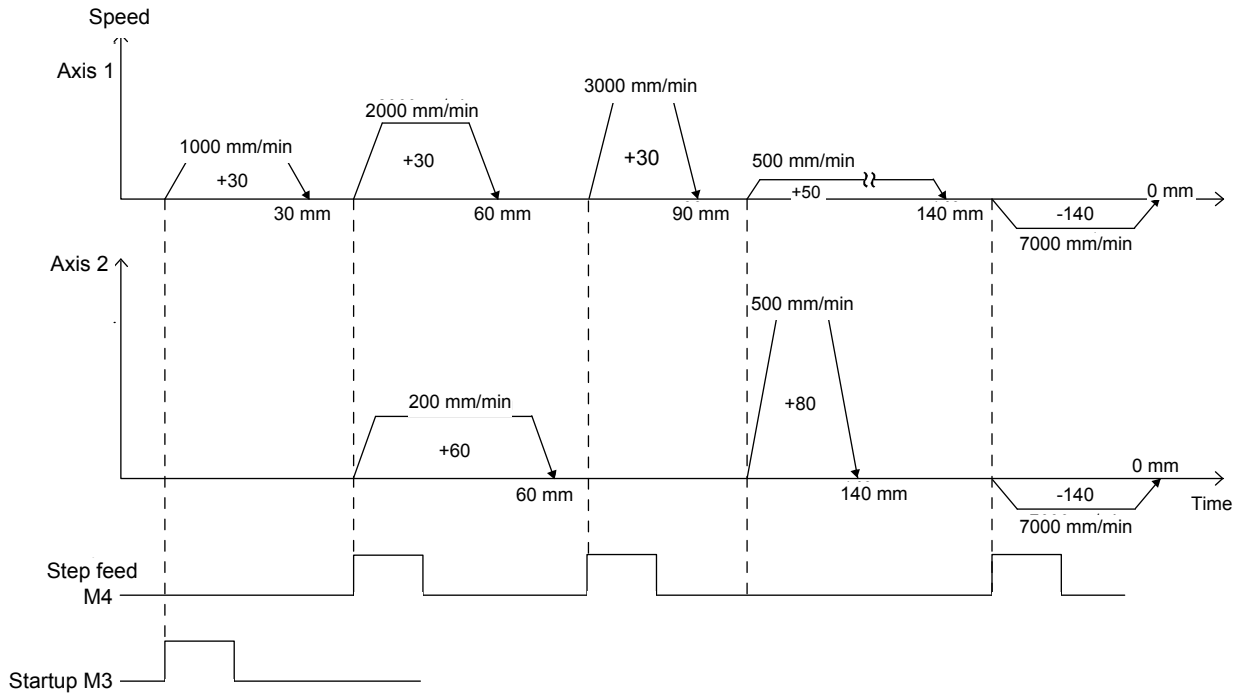 Speed
Axis 1
1000 mm/min
+30
30 mm
2000 mm/min
+30
60 mm
3000 mm/min
+30
90 mm
500 mm/min
+50
140 mm
0 mm
-140
7000 mm/min
Axis 2
200 mm/min
+60
60 mm
500 mm/min
+80
140 mm
0 mm
-140
7000 mm/min
Time
Step feed
M4
Startup M3